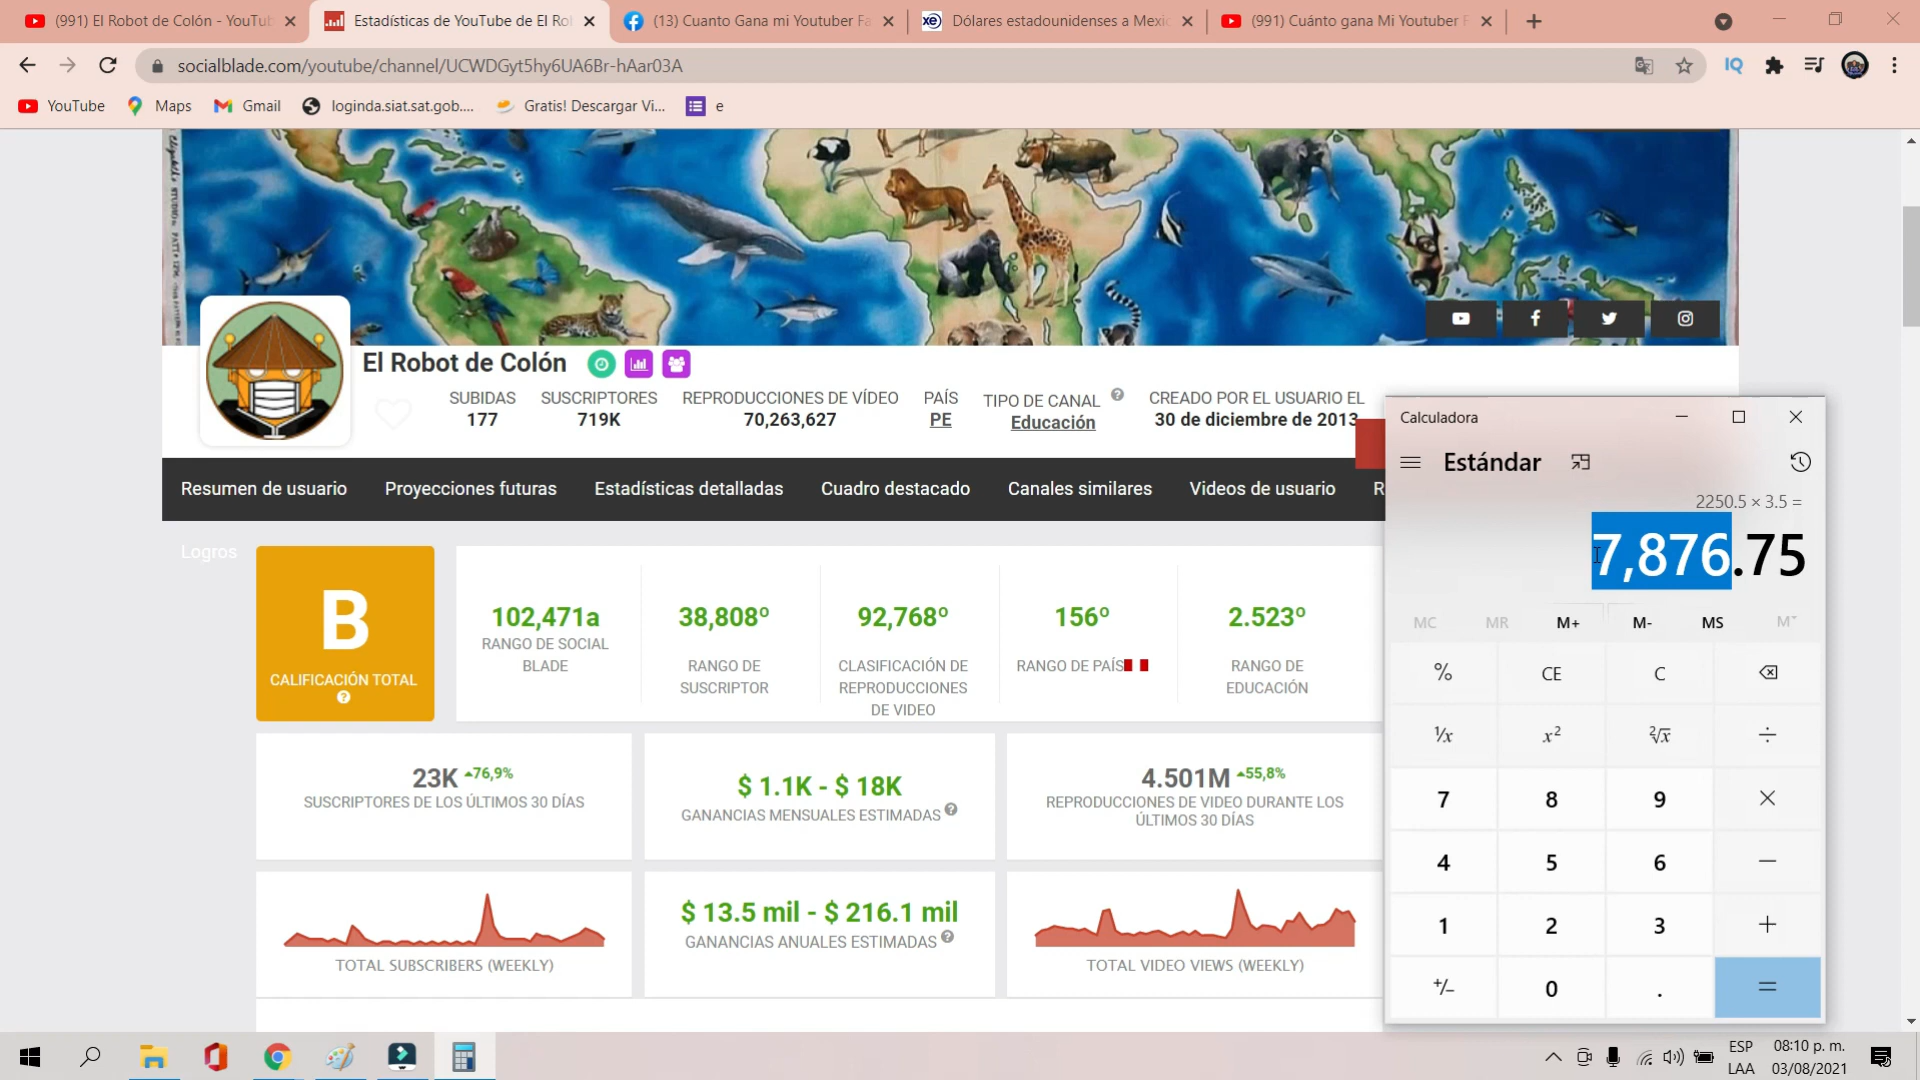 (991) El Robot de Colón - YouTub
Estadísticas de YouTube de El Ro
(13) Cuanto Gana mi Youtuber Fa
Dólares estadounidenses a Mexic
(991) Cuánto gana Mi Youtuber F
socialblade.com/youtube/channel/UCWDGyt5hy6UA6Br-hAar03A
IQ
YouTube
Maps
Gmail
loginda.siat.sat.gob....
Gratis! Descargar Vi...
e
El Robot de Colón
SUBIDAS
177
SUSCRIPTORES
719K
REPRODUCCIONES DE VÍDEO
70,263,627
PAÍS
PE
TIPO DE CANAL
Educación
CREADO POR EL USUARIO EL
30 de diciembre de 2013
Resumen de usuario
Proyecciones futuras
Estadísticas detalladas
Cuadro destacado
Canales similares
Videos de usuario
R
Logros
B
CALIFICACIÓN TOTAL
102,471a
RANGO DE SOCIAL
BLADE
38,808º
RANGO DE
SUSCRIPTOR
92,768º
CLASIFICACIÓN DE
REPRODUCCIONES
DE VIDEO
156º
RANGO DE PAÍS
2.523º
RANGO DE
EDUCACIÓN
23K 76,9%
SUSCRIPTORES DE LOS ÚLTIMOS 30 DÍAS
$ 1.1K - $ 18K
GANANCIAS MENSUALES ESTIMADAS
4.501M 55,8%
REPRODUCCIONES DE VIDEO DURANTE LOS
ÚLTIMOS 30 DÍAS
TOTAL SUBSCRIBERS (WEEKLY)
$ 13.5 mil - $ 216.1 mil
GANANCIAS ANUALES ESTIMADAS
TOTAL VIDEO VIEWS (WEEKLY)
Calculadora
Estándar
2250.5 × 3.5 =
7,876.75
MC MR M+ M- MS M
% CE C
¹/x x² ²√x ÷
7 8 9 ×
4 5 6 −
1 2 3 +
+/− 0 . =
ESP
LAA
08:10 p. m.
03/08/2021